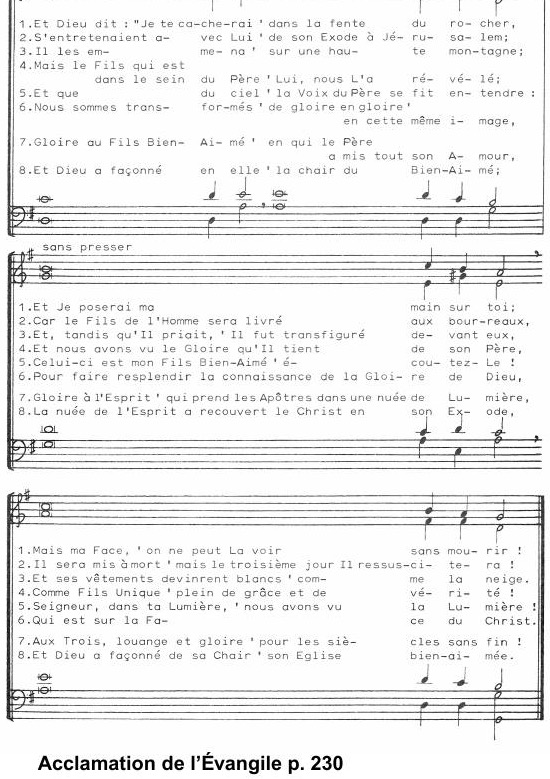 1.Et Dieu dit : "Je te ca-che-rai ' dans la fente du ro- cher,
2.S'entretenaient a- vec Lui ' de son Exode à Jé- ru- sa- lem;
3.Il les em- me- na ' sur une hau- te mon-tagne;
4.Mais le Fils qui est
dans le sein du Père ' Lui, nous L'a ré- vé- lé;
5.Et que du ciel ' la Voix du Père se fit en- tendre :
6.Nous sommes trans- for-més ' de gloire en gloire '
en cette même i- mage,
7.Gloire au Fils Bien- Ai- mé ' en qui le Père
a mis tout son A- mour,
8.Et Dieu a façonné en elle ' la chair du Bien-Ai- mé;
sans presser
1.Et Je poserai ma main sur toi;
2.Car le Fils de l'Homme sera livré aux bour-reaux,
3.Et, tandis qu'Il priait, ' Il fut transfiguré de- vant eux,
4.Et nous avons vu le Gloire qu'Il tient de son Père,
5.Celui-ci est mon Fils Bien-Aimé ' é- cou- tez- Le !
6.Pour faire resplendir la connaissance de la Gloi- re de Dieu,
7.Gloire à l'Esprit ' qui prend les Apôtres dans une nuée de Lu- mière,
8.La nuée de l'Esprit a recouvert le Christ en son Ex- ode,
1.Mais ma Face, ' on ne peut La voir sans mou- rir !
2.Il sera mis à mort ' mais le troisième jour Il ressus-ci- te- ra !
3.Et ses vêtements devinrent blancs ' com- me la neige.
4.Comme Fils Unique ' plein de grâce et de vé- ri- té !
5.Seigneur, dans ta Lumière, ' nous avons vu la Lu- mière !
6.Qui est sur la Fa- ce du Christ.
7.Aux Trois, louange et gloire ' pour les siè- cles sans fin !
8.Et Dieu a façonné de sa Chair ' son Eglise bien-ai- mée.
Acclamation de l'Évangile p. 230